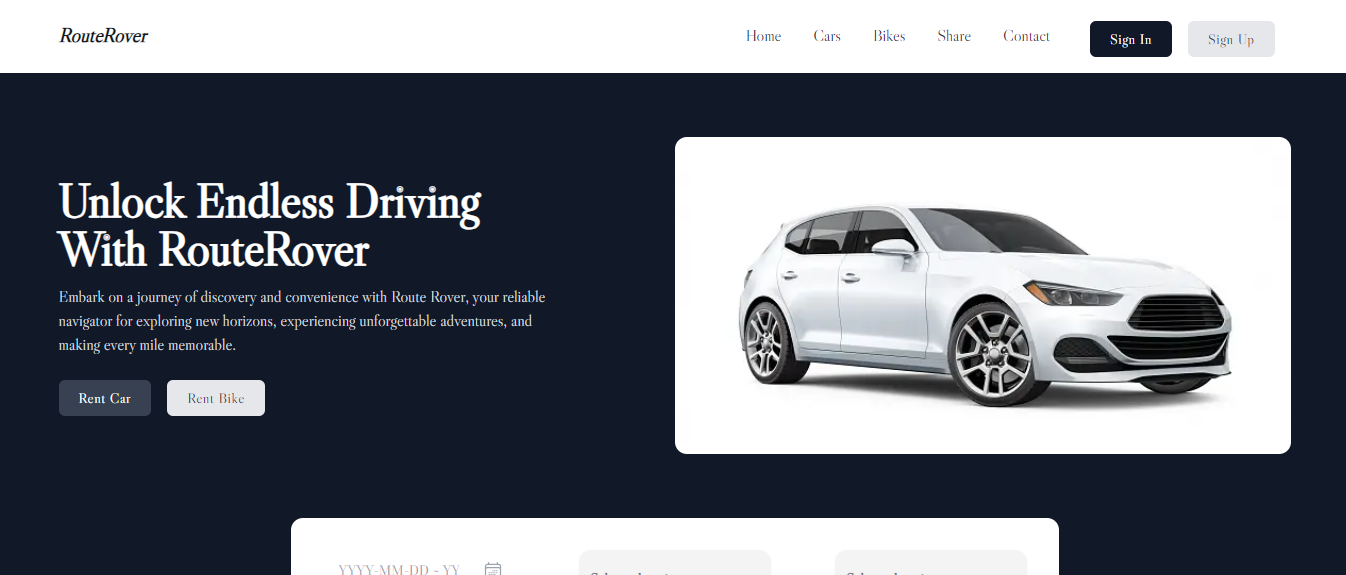 RouteRover
Home
Cars
Bikes
Share
Contact
Sign In
Sign Up
Unlock Endless Driving
With RouteRover
Embark on a journey of discovery and convenience with Route Rover, your reliable
navigator for exploring new horizons, experiencing unforgettable adventures, and
making every mile memorable.
Rent Car
Rent Bike
YYYY-MM-DD ~ YY